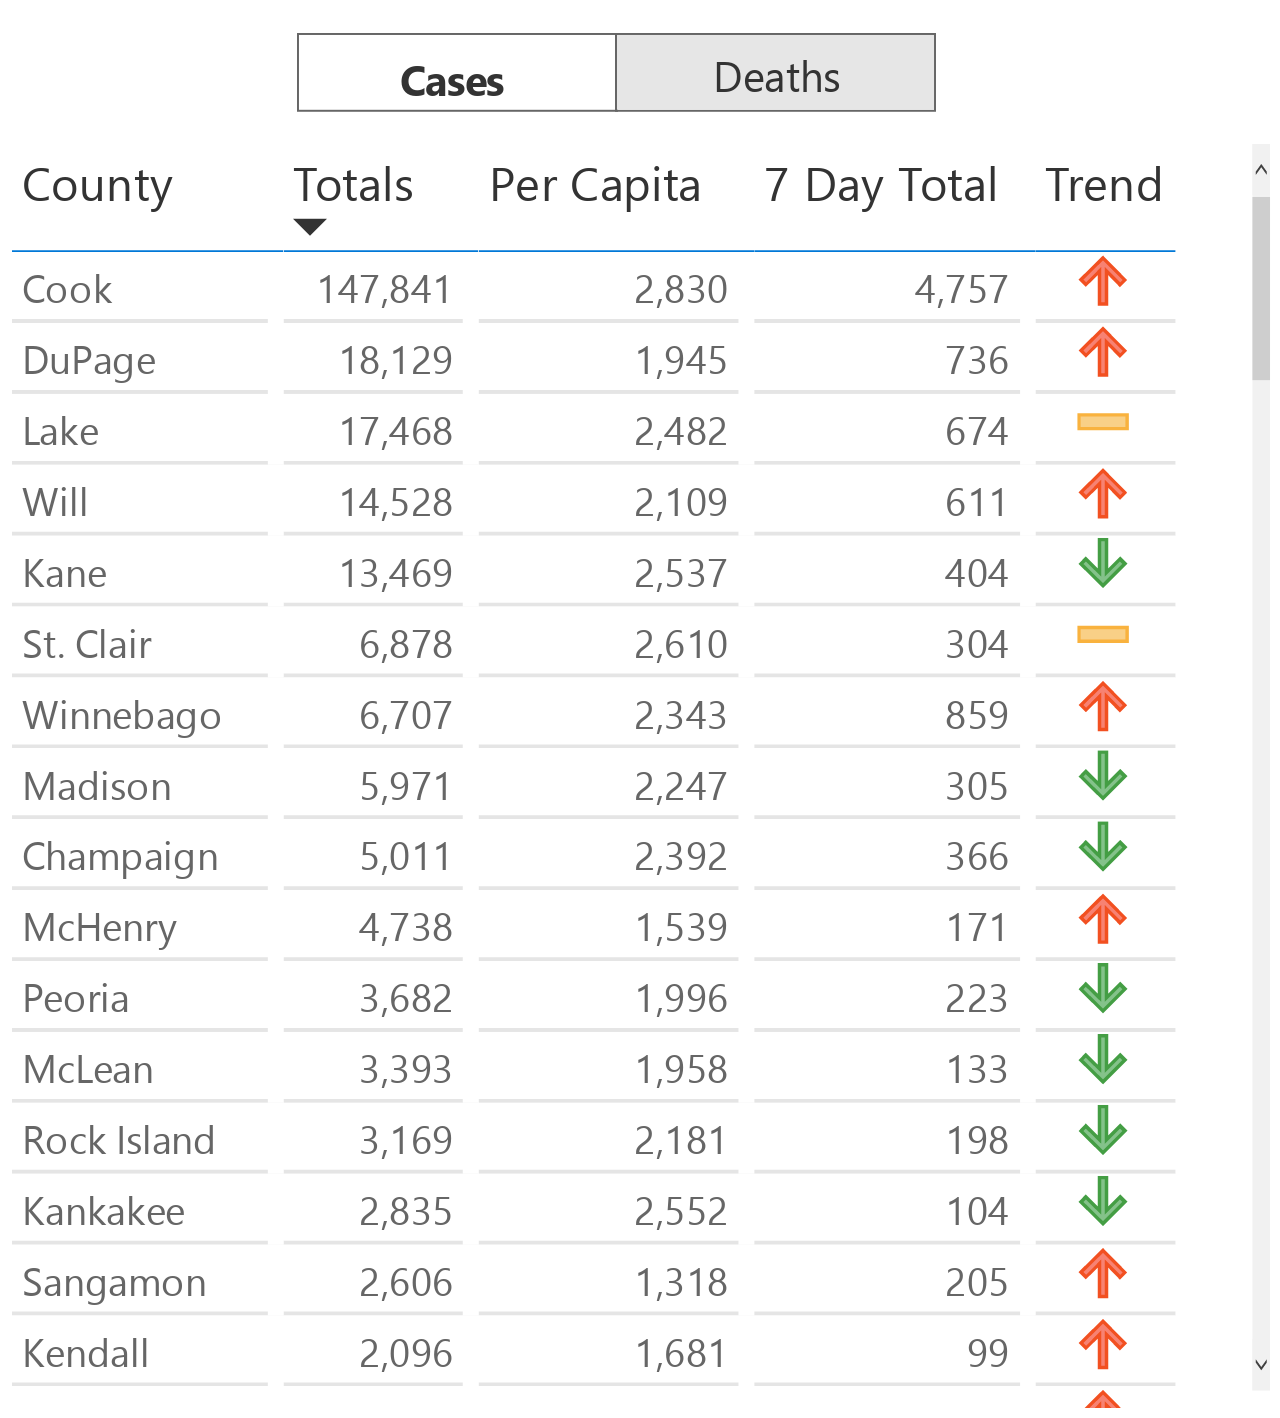 Cases Deaths
County Totals Per Capita 7 Day Total Trend
Cook 147,841 2,830 4,757
DuPage 18,129 1,945 736
Lake 17,468 2,482 674
Will 14,528 2,109 611
Kane 13,469 2,537 404
St. Clair 6,878 2,610 304
Winnebago 6,707 2,343 859
Madison 5,971 2,247 305
Champaign 5,011 2,392 366
McHenry 4,738 1,539 171
Peoria 3,682 1,996 223
McLean 3,393 1,958 133
Rock Island 3,169 2,181 198
Kankakee 2,835 2,552 104
Sangamon 2,606 1,318 205
Kendall 2,096 1,681 99